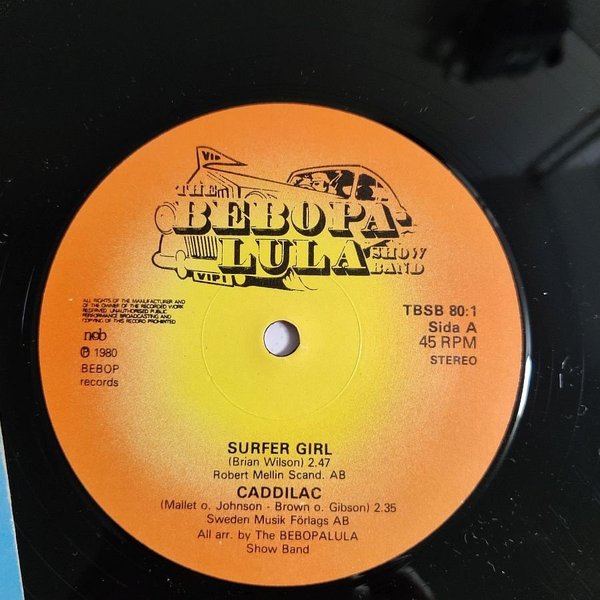 VIP
THE
BEBOPA
LULA
SHOW
BAND
VIP1
ALL RIGHTS OF THE MANUFACTURER AND
OF THE OWNER OF THE RECORDED WORK
RESERVED UNAUTHORISED PUBLIC
PERFORMANCE BROADCASTING AND
COPYING OF THIS RECORD PROHIBITED
ncb
Ⓟ 1980
BEBOP
records
TBSB 80:1
Sida A
45 RPM
STEREO
SURFER GIRL
(Brian Wilson) 2.47
Robert Mellin Scand. AB
CADDILAC
(Mallet o. Johnson - Brown o. Gibson) 2.35
Sweden Musik Förlags AB
All arr. by The BEBOPALULA
Show Band